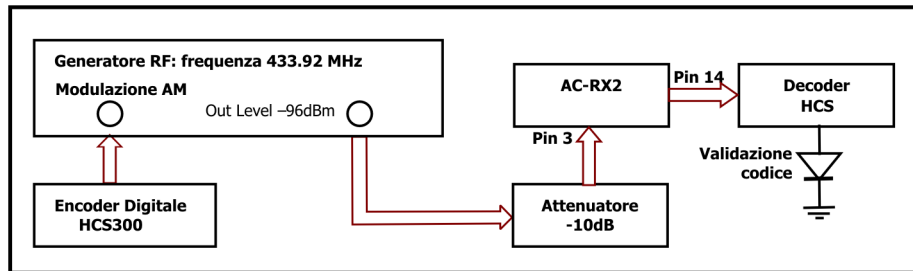 Generatore RF: frequenza 433.92 MHz
Modulazione AM
Out Level –96dBm
Encoder Digitale
HCS300
AC-RX2
Pin 3
Pin 14
Attenuatore
-10dB
Decoder
HCS
Validazione
codice